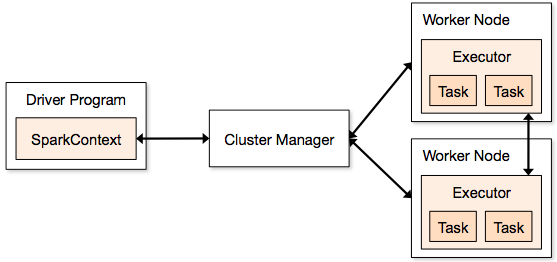 Driver Program
SparkContext
Cluster Manager
Worker Node
Executor
Task Task
Worker Node
Executor
Task Task